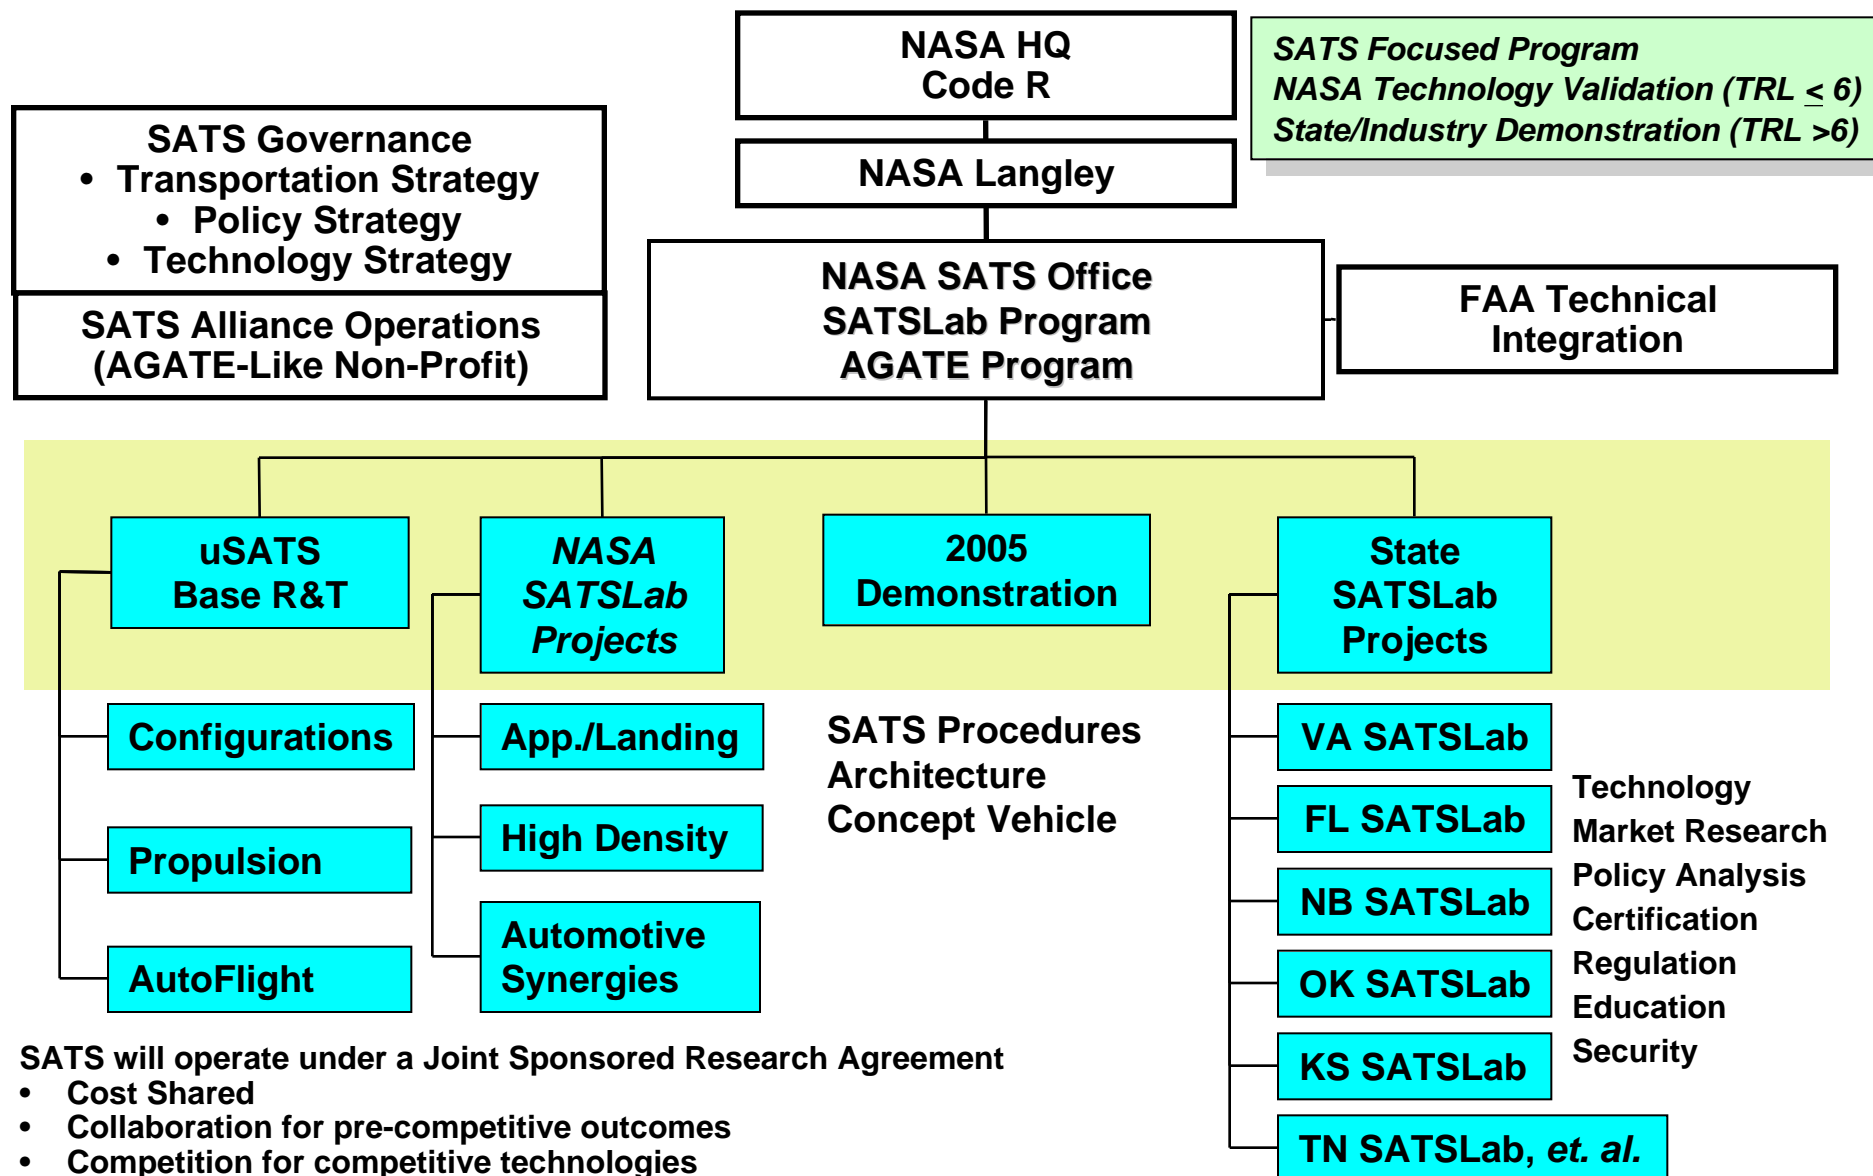 NASA HQ
Code R
SATS Focused Program
NASA Technology Validation (TRL < 6)
State/Industry Demonstration (TRL >6)
SATS Governance
• Transportation Strategy
• Policy Strategy
• Technology Strategy
NASA Langley
SATS Alliance Operations
(AGATE-Like Non-Profit)
NASA SATS Office
SATSLab Program
AGATE Program
FAA Technical
Integration
uSATS
Base R&T
NASA
SATSLab
Projects
2005
Demonstration
State
SATSLab
Projects
Configurations
Propulsion
AutoFlight
App./Landing
High Density
Automotive
Synergies
SATS Procedures
Architecture
Concept Vehicle
VA SATSLab
FL SATSLab
NB SATSLab
OK SATSLab
KS SATSLab
TN SATSLab, et. al.
Technology
Market Research
Policy Analysis
Certification
Regulation
Education
Security
SATS will operate under a Joint Sponsored Research Agreement
• Cost Shared
• Collaboration for pre-competitive outcomes
• Competition for competitive technologies